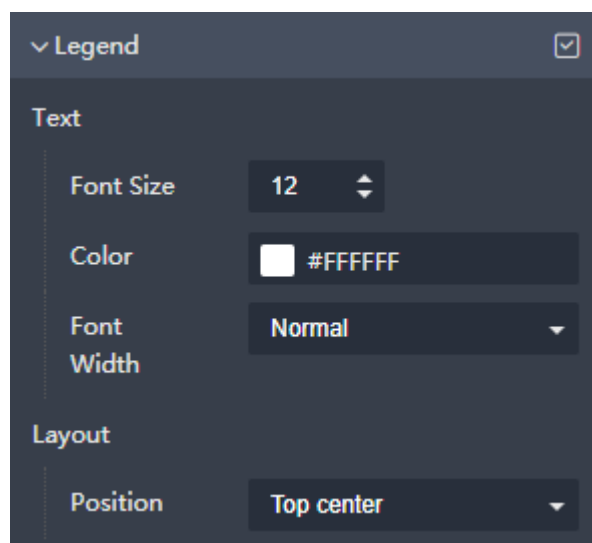 Legend
Text
Font Size 12
Color #FFFFFF
Font Width Normal
Layout
Position Top center